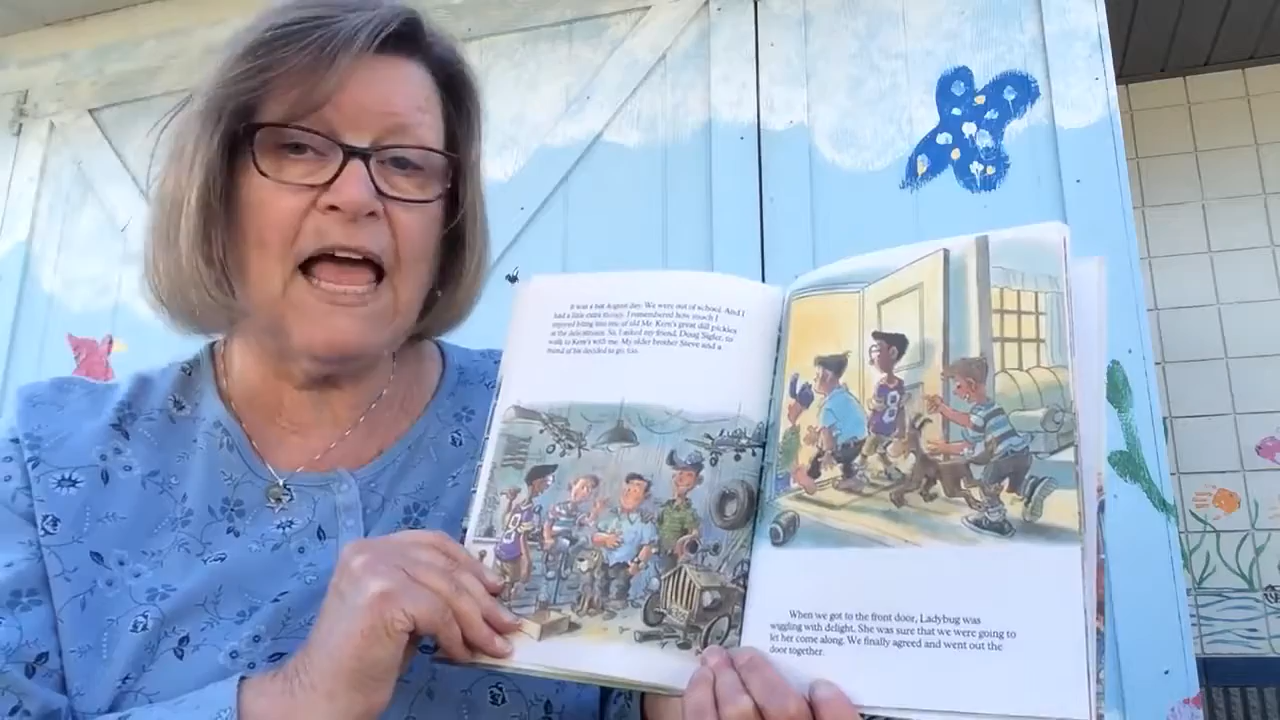 It was a hot August day. We were out of school. And I
had a little extra money. I remembered how much I
enjoyed biting into one of old Mr. Kern's great dill pickles
at the delicatessen. So, I asked my friend, Doug Sigler, to
walk to Kern's with me. My older brother Steve and a
friend of his decided to go, too.
8
When we got to the front door, Ladybug was
wiggling with delight. She was sure that we were going to
let her come along. We finally agreed and went out the
door together.